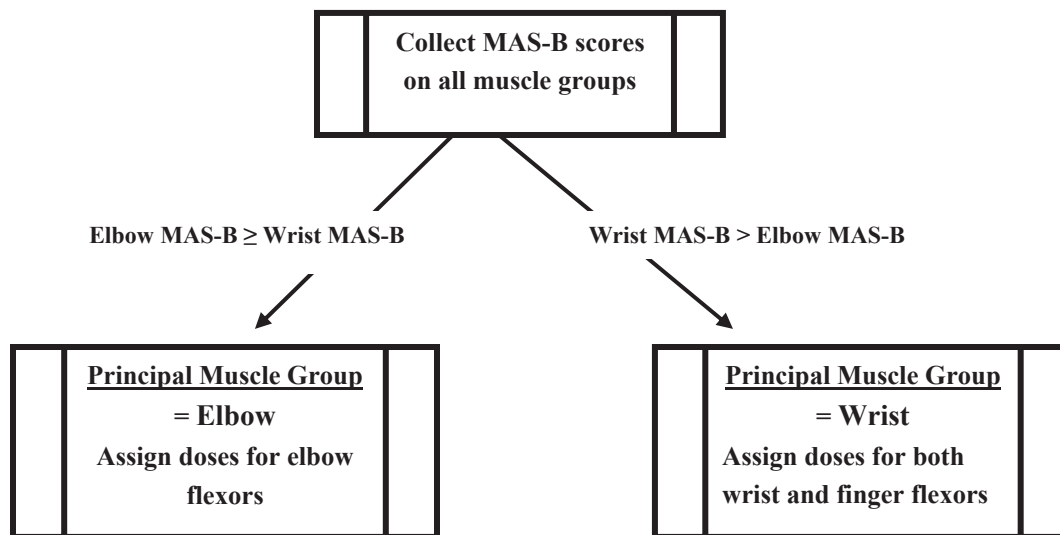 Collect MAS-B scores
on all muscle groups
Elbow MAS-B ≥ Wrist MAS-B
Wrist MAS-B > Elbow MAS-B
Principal Muscle Group
= Elbow
Assign doses for elbow
flexors
Principal Muscle Group
= Wrist
Assign doses for both
wrist and finger flexors